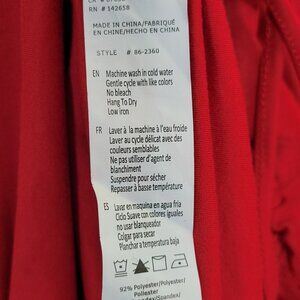 RN # 142658
MADE IN CHINA/FABRIQUÉ
EN CHINE/HECHO EN CHINA
STYLE # 86-2360
EN Machine wash in cold water
Gentle cycle with like colors
No bleach
Hang To Dry
Low iron
FR Laver à la machine à l'eau froide
Laver au cycle délicat avec des
couleurs semblables
Ne pas utiliser d'agent de
blanchiment
Suspendre pour sécher
Repasser à basse température
ES Lavar en maquina en agua fria
Ciclo Suave con colores iguales
no usar blanqueador
Colgar para secar
Planchar a temperatura baja
92% Polyester/Polyester/
Poliester